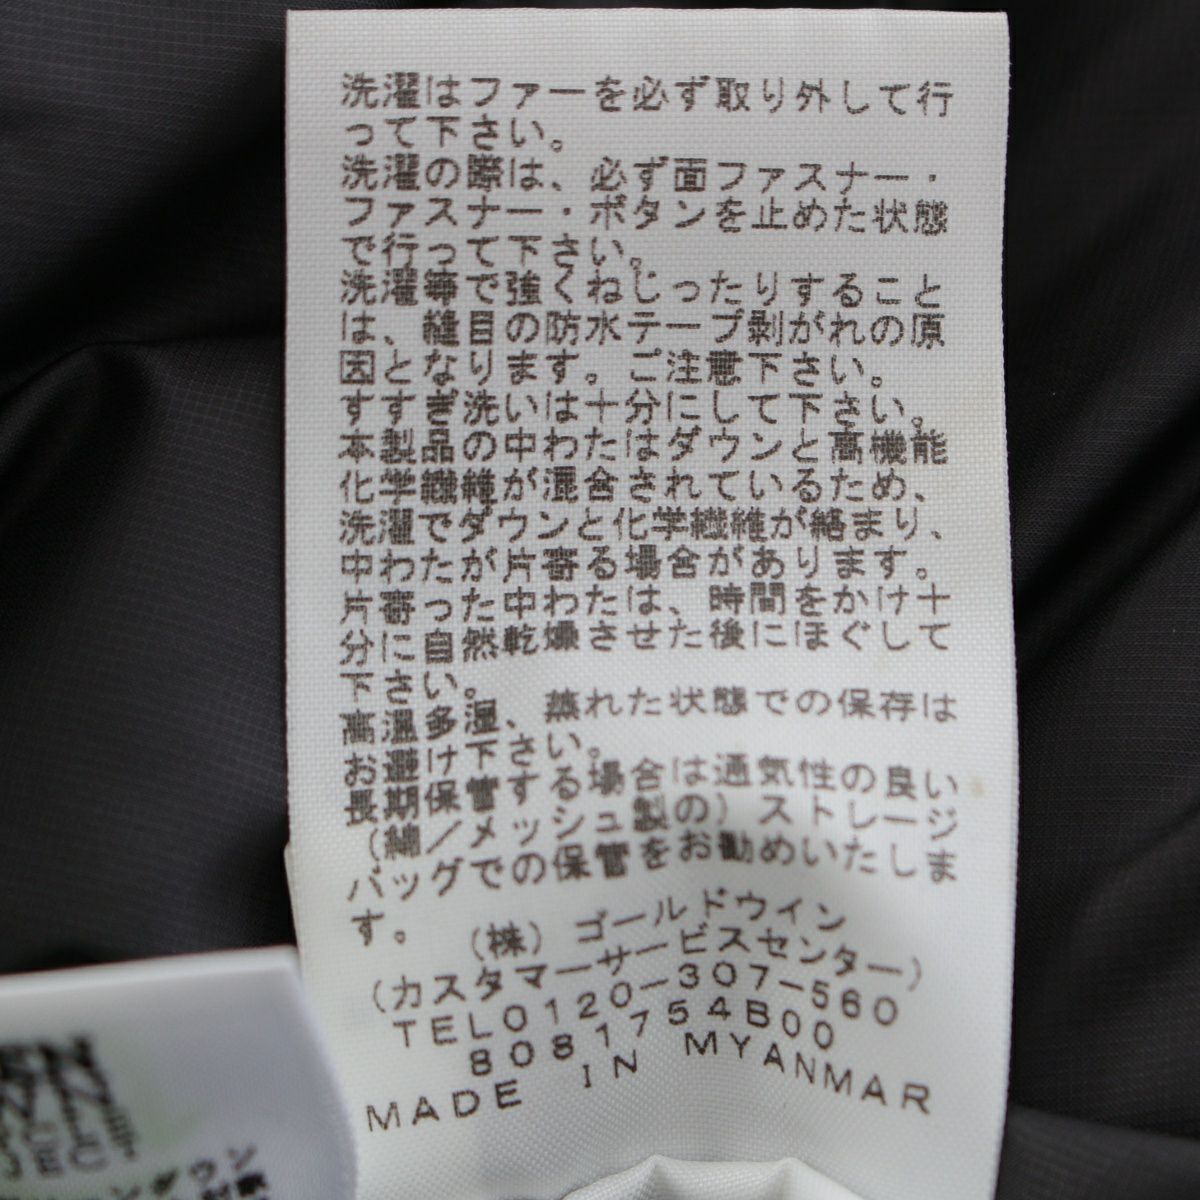 洗濯はファーを必ず取り外して行
って下さい。
洗濯の際は、必ず面ファスナー・
ファスナー・ボタンを止めた状態
で行って下さい。
洗濯等で強くねじったりすること
は、縫目の防水テープ剥がれの原
因となります。ご注意下さい。
すすぎ洗いは十分にして下さい。
本製品の中わたはダウンと高機能
化学繊維が混合されているため、
洗濯でダウンと化学繊維が絡まり、
中わたが片寄る場合があります。
片寄った中わたは、時間をかけ十
分に自然乾燥させた後にほぐして
下さい。
高温多湿、蒸れた状態での保存は
お避け下さい。
長期保管する場合は通気性の良い
(綿/メッシュ製の)ストレージ
バッグでの保管をお勧めいたしま
す。
(株)ゴールドウイン
(カスタマーサービスセンター)
TEL0120-307-560
8081754B00
MADE IN MYANMAR
ダウン